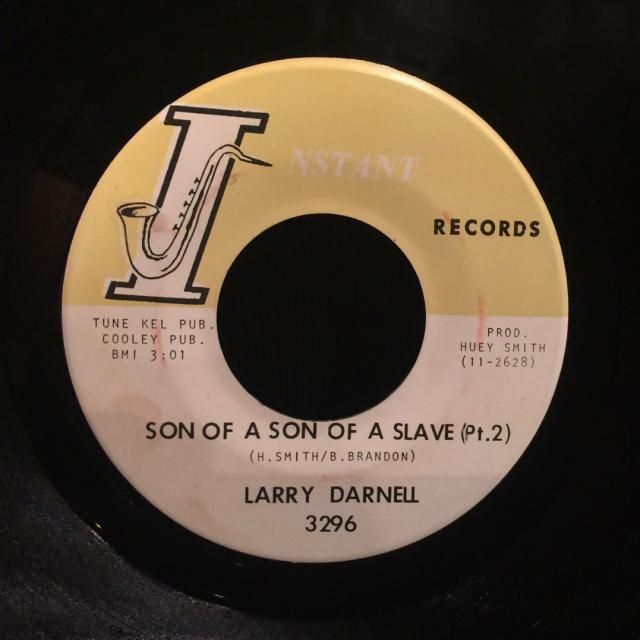 INSTANT
RECORDS
TUNE KEL PUB.
COOLEY PUB.
BMI 3:01
PROD.
HUEY SMITH
(11-2628)
SON OF A SON OF A SLAVE (Pt.2)
(H.SMITH/B.BRANDON)
LARRY DARNELL
3296